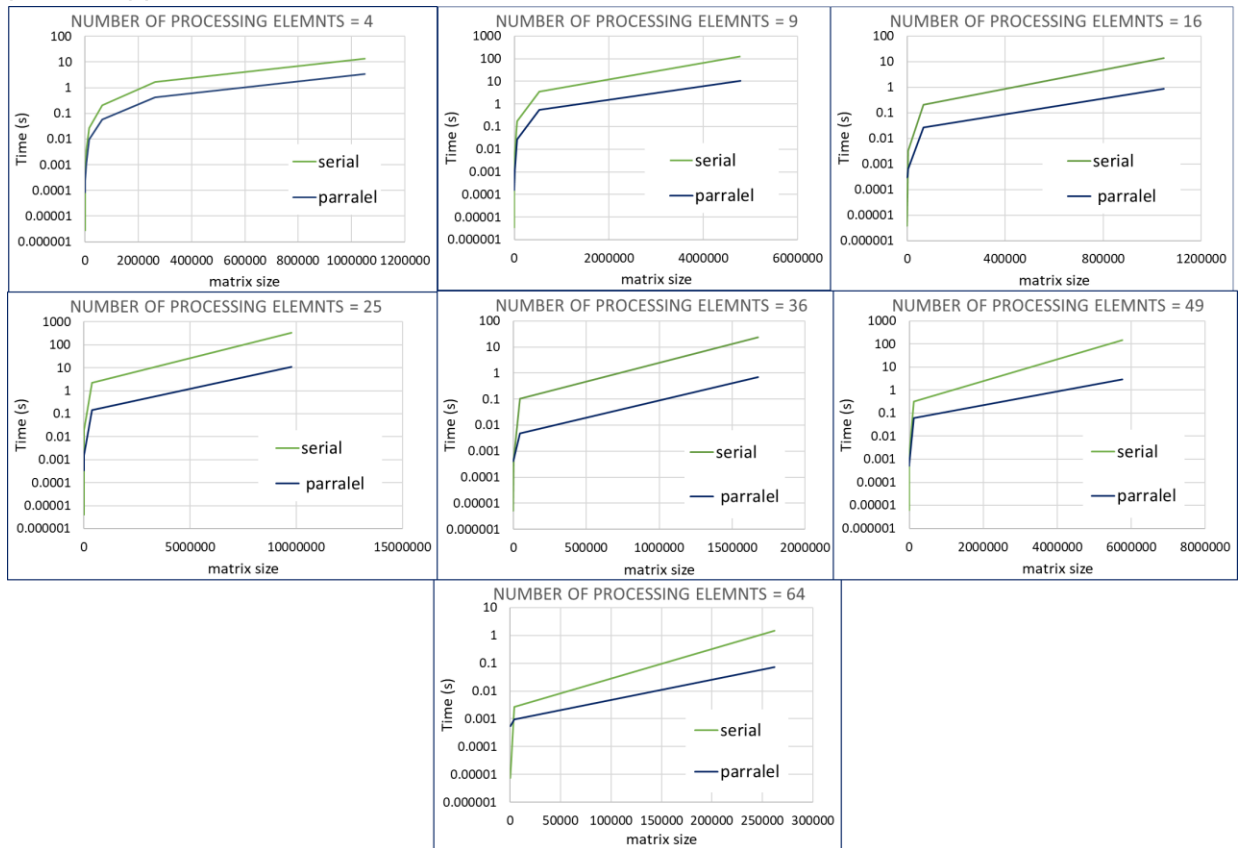 NUMBER OF PROCESSING ELEMNTS = 4
1000
100
10
1
0.1
0.01
0.001
0.0001
0.00001
0.000001
Time (s)
serial
parralel
0 200000 400000 600000 800000 1000000 1200000
matrix size
NUMBER OF PROCESSING ELEMNTS = 9
1000
100
10
1
0.1
0.01
0.001
0.0001
0.00001
0.000001
Time (s)
serial
parralel
0 2000000 4000000 6000000
matrix size
NUMBER OF PROCESSING ELEMNTS = 16
100
10
1
0.1
0.01
0.001
0.0001
0.00001
0.000001
Time (s)
serial
parralel
0 400000 800000 1200000
matrix size
NUMBER OF PROCESSING ELEMNTS = 25
1000
100
10
1
0.1
0.01
0.001
0.0001
0.00001
0.000001
Time (s)
serial
parralel
0 5000000 10000000 15000000
matrix size
NUMBER OF PROCESSING ELEMNTS = 36
100
10
1
0.1
0.01
0.001
0.0001
0.00001
0.000001
Time (s)
serial
parralel
0 500000 1000000 1500000 2000000
matrix size
NUMBER OF PROCESSING ELEMNTS = 49
1000
100
10
1
0.1
0.01
0.001
0.0001
0.00001
0.000001
Time (s)
serial
parralel
0 2000000 4000000 6000000 8000000
matrix size
NUMBER OF PROCESSING ELEMNTS = 64
10
1
0.1
0.01
0.001
0.0001
0.00001
0.000001
Time (s)
serial
parralel
0 50000 100000 150000 200000 250000 300000
matrix size